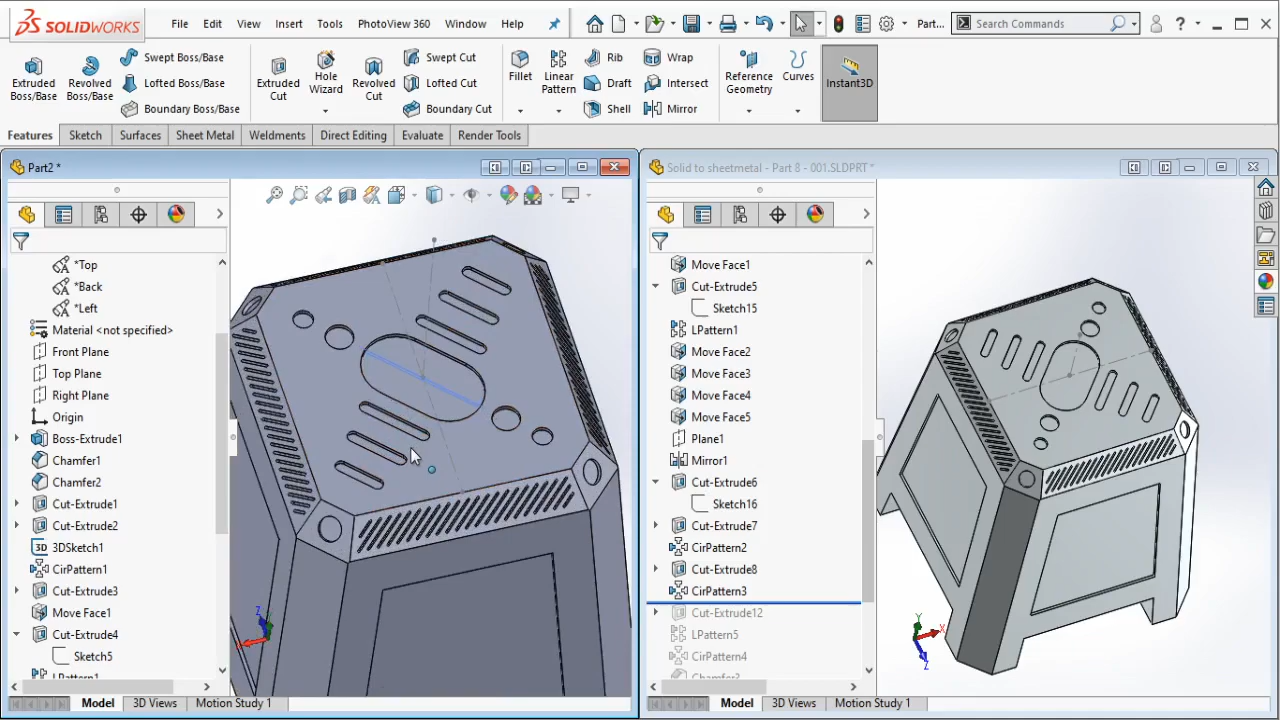 SOLIDWORKS
File Edit View Insert Tools PhotoView 360 Window Help
Part...
Search Commands
Extruded Boss/Base
Revolved Boss/Base
Swept Boss/Base
Lofted Boss/Base
Boundary Boss/Base
Extruded Cut
Hole Wizard
Revolved Cut
Swept Cut
Lofted Cut
Boundary Cut
Fillet
Linear Pattern
Rib
Draft
Shell
Wrap
Intersect
Mirror
Reference Geometry
Curves
Instant3D
Features Sketch Surfaces Sheet Metal Weldments Direct Editing Evaluate Render Tools
Part2 *
*Top
*Back
*Left
Material <not specified>
Front Plane
Top Plane
Right Plane
Origin
Boss-Extrude1
Chamfer1
Chamfer2
Cut-Extrude1
Cut-Extrude2
3D 3DSketch1
CirPattern1
Cut-Extrude3
Move Face1
Cut-Extrude4
Sketch5
LPattern1
Z
Model 3D Views Motion Study 1
Solid to sheetmetal - Part 8 - 001.SLDPRT *
Move Face1
Cut-Extrude5
Sketch15
LPattern1
Move Face2
Move Face3
Move Face4
Move Face5
Plane1
Mirror1
Cut-Extrude6
Sketch16
Cut-Extrude7
CirPattern2
Cut-Extrude8
CirPattern3
Cut-Extrude12
LPattern5
CirPattern4
Chamfer3
Y
X
Z
Model 3D Views Motion Study 1